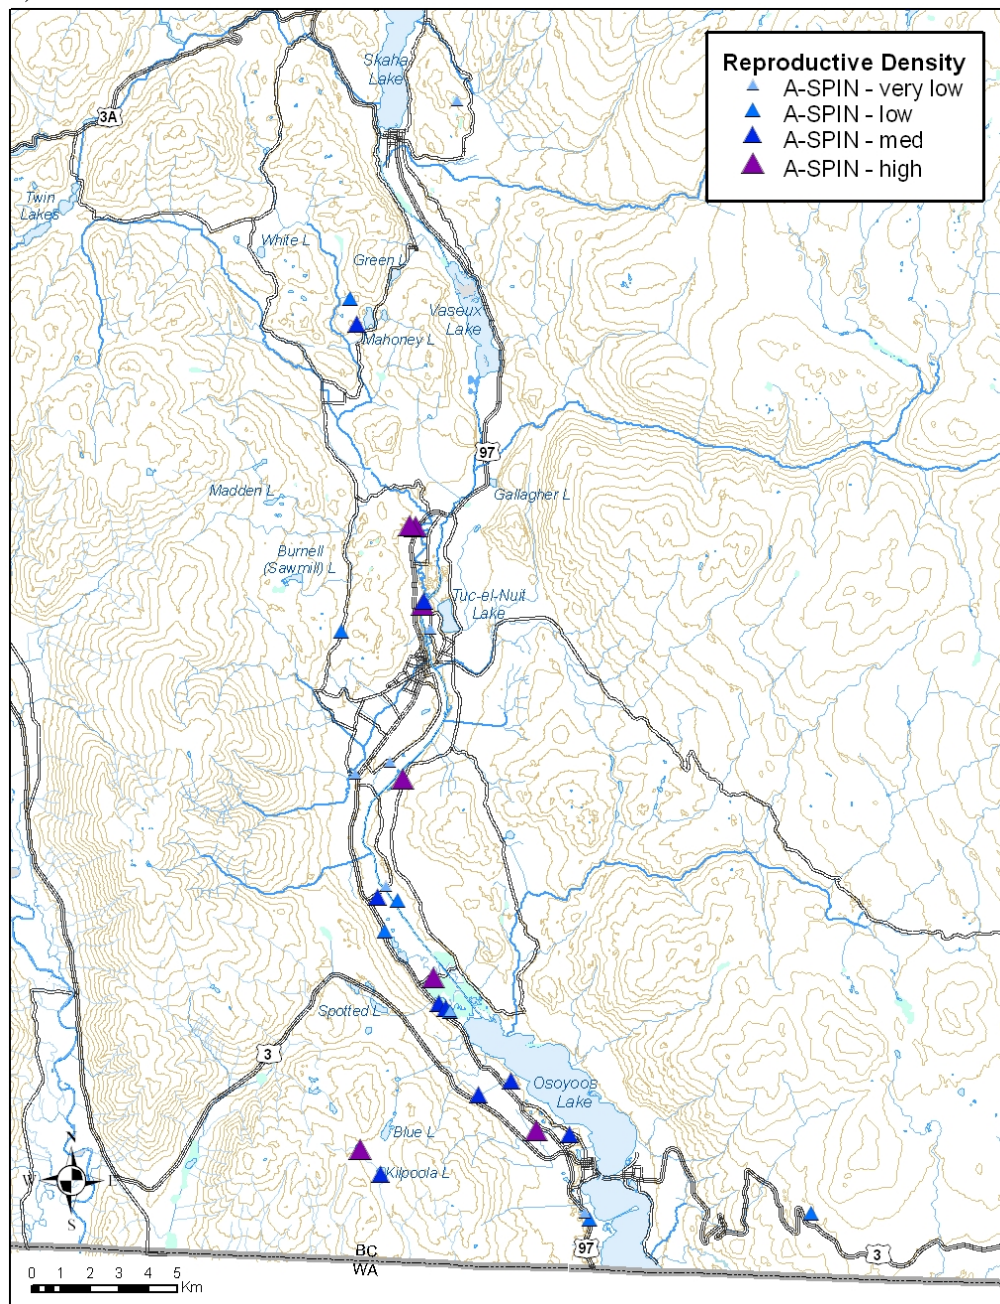 Reproductive Density
A-SPIN - very low
A-SPIN - low
A-SPIN - med
A-SPIN - high
Skaha
Lake
3A
Twin
Lakes
White L
Green L
Vaseux
Lake
Mahoney L
97
Madden L
Gallagher L
Burnell
(Sawmill) L
Tuc-el-Nuit
Lake
Spotted L
3
Osoyoos
Lake
Blue L
Kilpoola L
N
W
E
S
97
3
BC
WA
0 1 2 3 4 5
Km